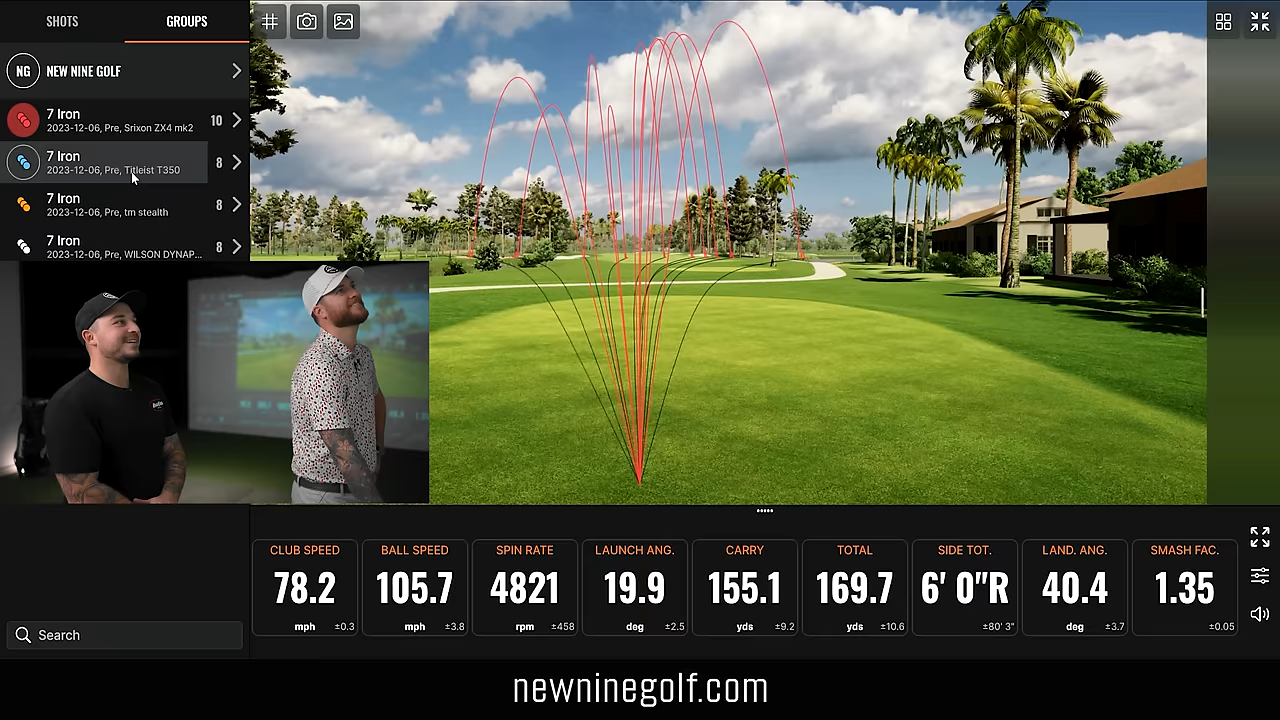 SHOTS GROUPS
NG NEW NINE GOLF
7 Iron
2023-12-06, Pre, Srixon ZX4 mk2 10
7 Iron
2023-12-06, Pre, Titleist T350 8
7 Iron
2023-12-06, Pre, tm stealth 8
7 Iron
2023-12-06, Pre, WILSON DYNAP... 8
Search
CLUB SPEED BALL SPEED SPIN RATE LAUNCH ANG. CARRY TOTAL SIDE TOT. LAND. ANG. SMASH FAC.
78.2 105.7 4821 19.9 155.1 169.7 6' 0"R 40.4 1.35
mph ±0.3 mph ±3.8 rpm ±458 deg ±2.5 yds ±9.2 yds ±10.6 ±80' 3" deg ±3.7 ±0.05
newninegolf.com